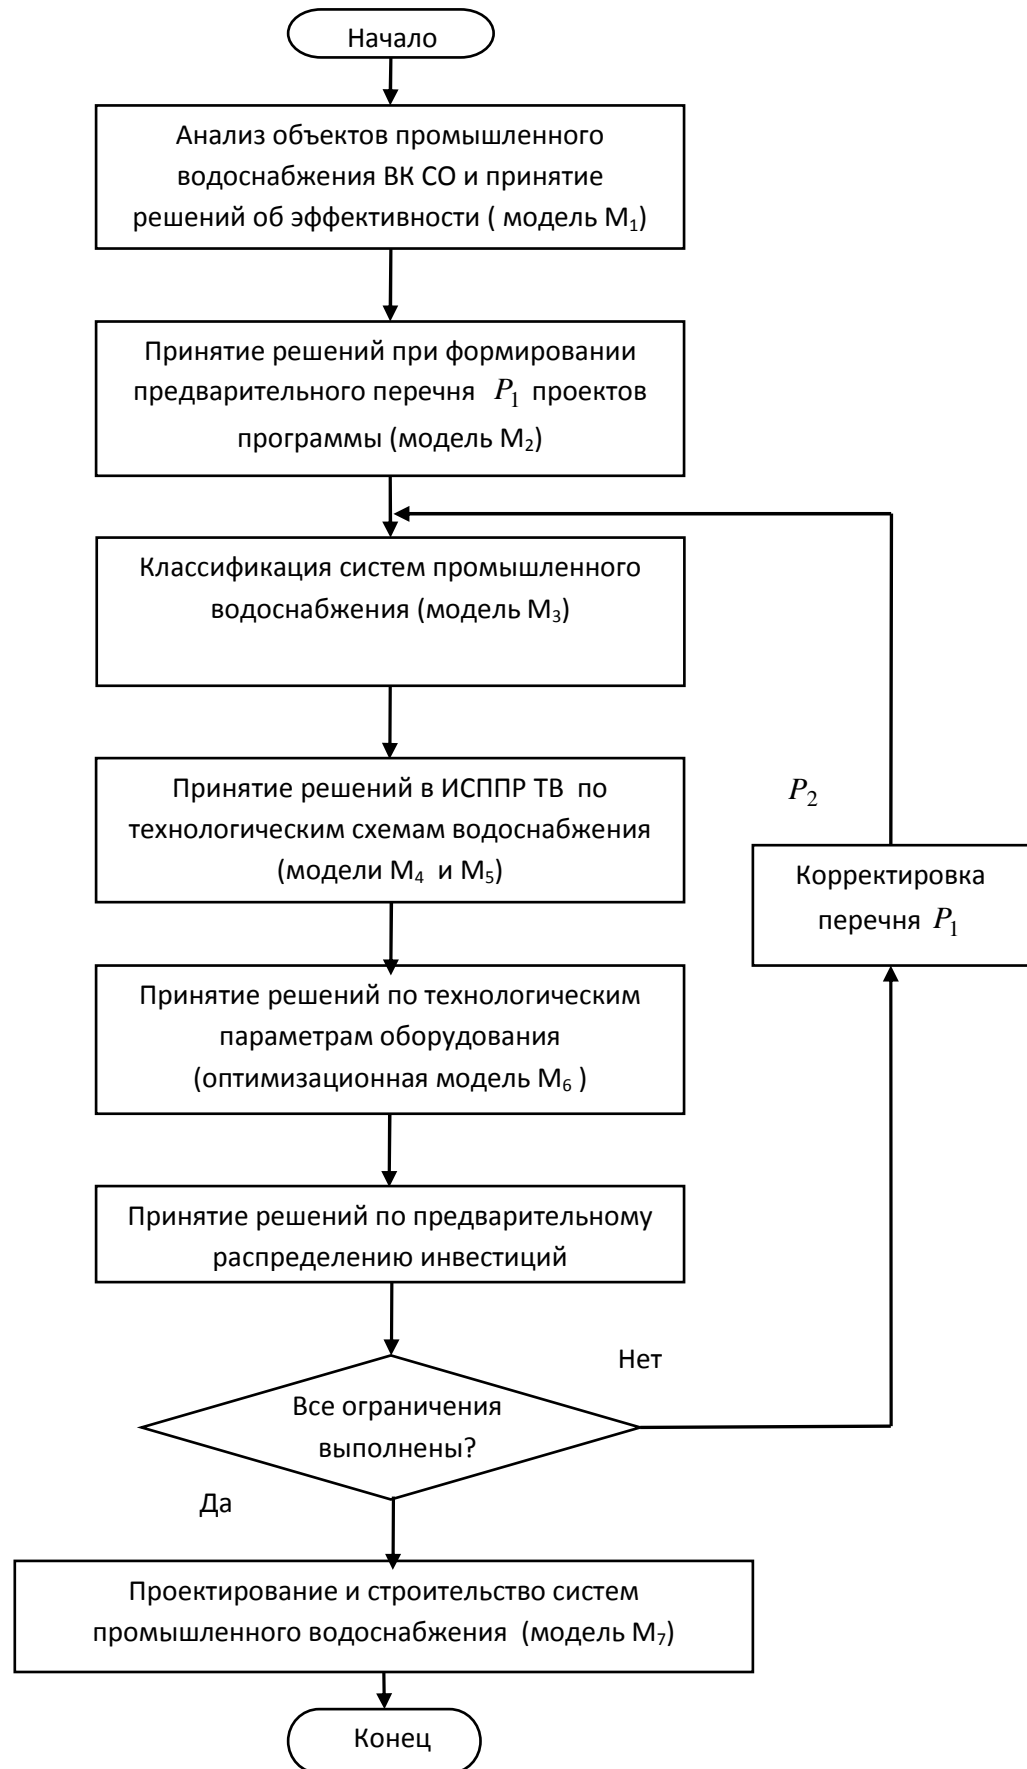 Начало
Анализ объектов промышленного
водоснабжения ВК СО и принятие
решений об эффективности ( модель М₁)
Принятие решений при формировании
предварительного перечня P₁ проектов
программы (модель М₂)
Классификация систем промышленного
водоснабжения (модель М₃)
Принятие решений в ИСППР ТВ по
технологическим схемам водоснабжения
(модели М₄ и М₅)
P₂
Корректировка
перечня P₁
Принятие решений по технологическим
параметрам оборудования
(оптимизационная модель М₆ )
Принятие решений по предварительному
распределению инвестиций
Нет
Все ограничения
выполнены?
Да
Проектирование и строительство систем
промышленного водоснабжения (модель М₇)
Конец